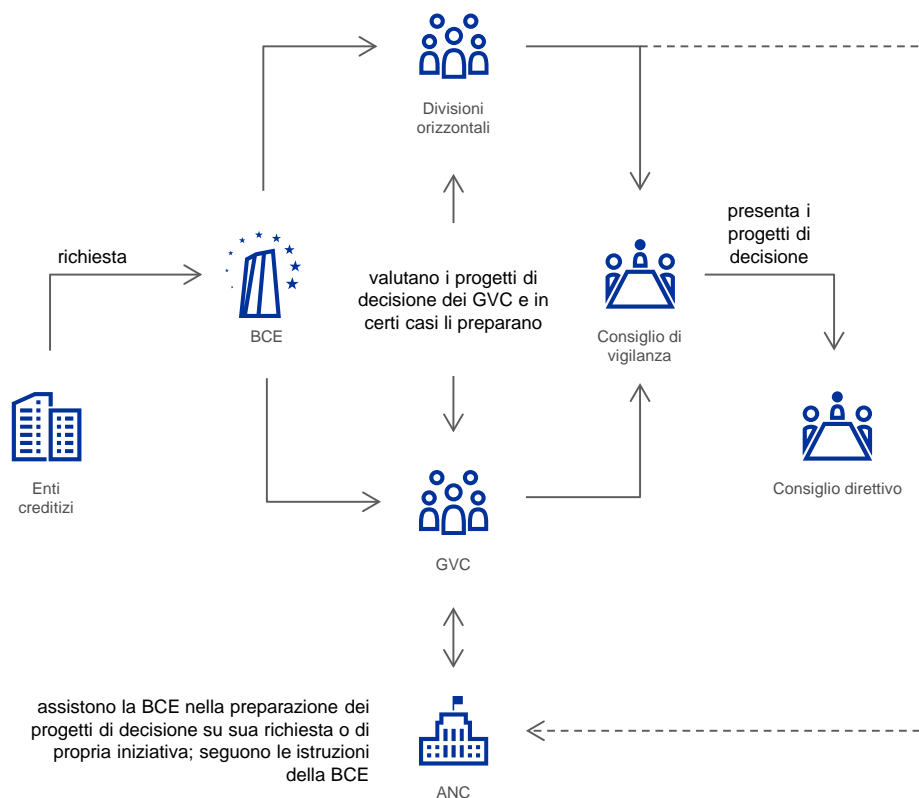 Divisioni
orizzontali
richiesta
BCE
valutano i progetti di
decisione dei GVC e in
certi casi li preparano
presenta i
progetti di
decisione
Consiglio di
vigilanza
Enti
creditizi
Consiglio direttivo
GVC
assistono la BCE nella preparazione dei
progetti di decisione su sua richiesta o di
propria iniziativa; seguono le istruzioni
della BCE
ANC